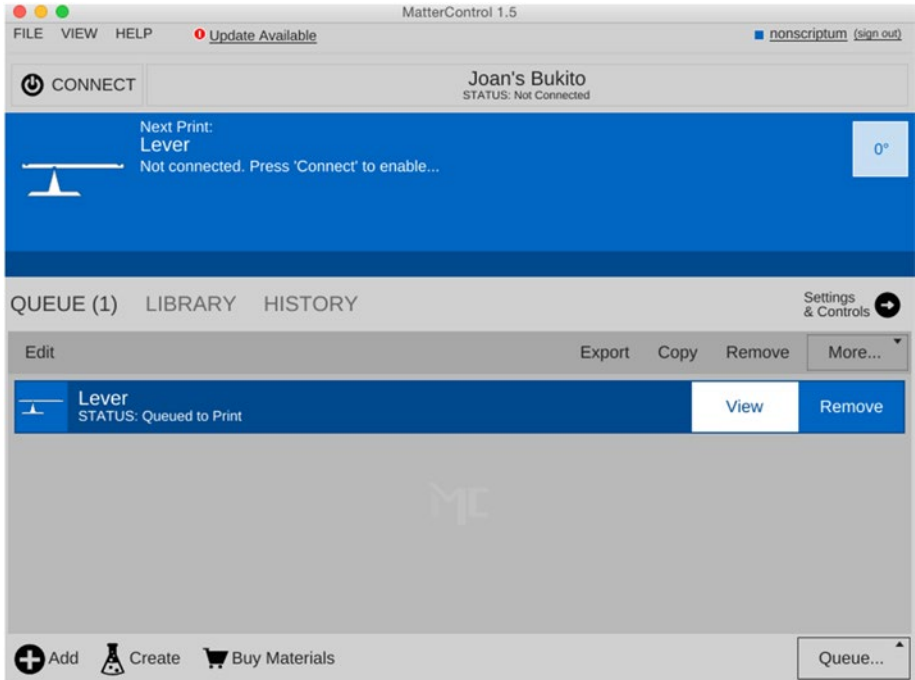 MatterControl 1.5
FILE VIEW HELP Update Available nonscriptum (sign out)
CONNECT
Joan's Bukito
STATUS: Not Connected
Next Print:
Lever
Not connected. Press 'Connect' to enable...
0°
QUEUE (1) LIBRARY HISTORY
Settings
& Controls
Edit Export Copy Remove More...
Lever
STATUS: Queued to Print
View Remove
MC
Add Create Buy Materials Queue...